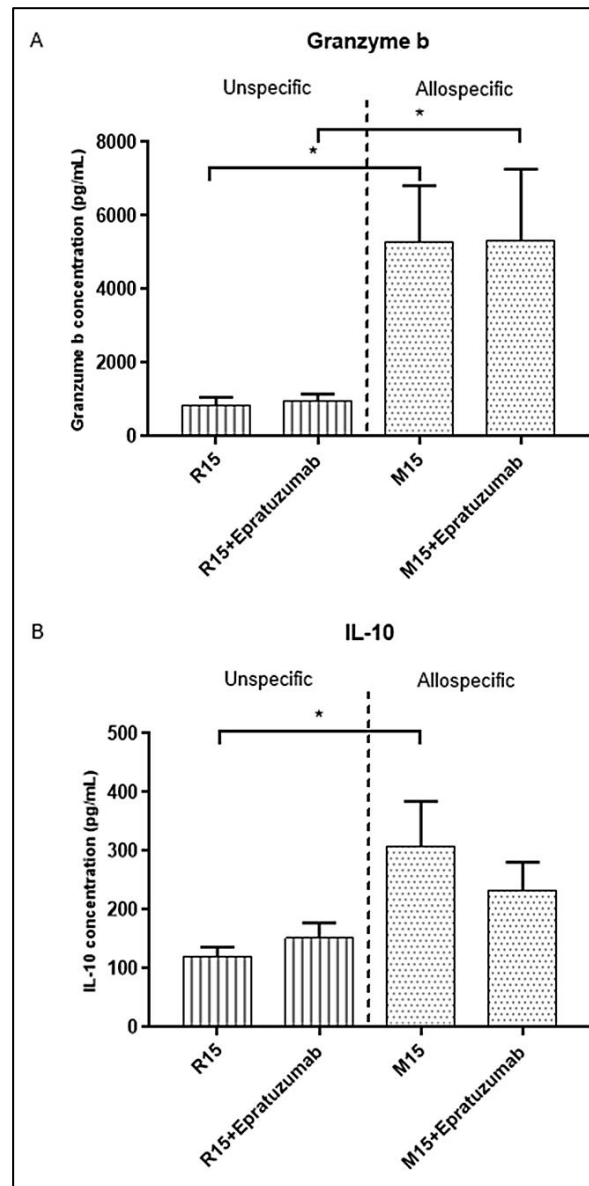 A
Granzyme b
Unspecific
Allospecific
*
*
Granzume b concentration (pg/mL)
8000
6000
4000
2000
0
R15
R15+Epratuzumab
M15
M15+Epratuzumab
B
IL-10
Unspecific
Allospecific
*
IL-10 concentration (pg/mL)
500
400
300
200
100
0
R15
R15+Epratuzumab
M15
M15+Epratuzumab